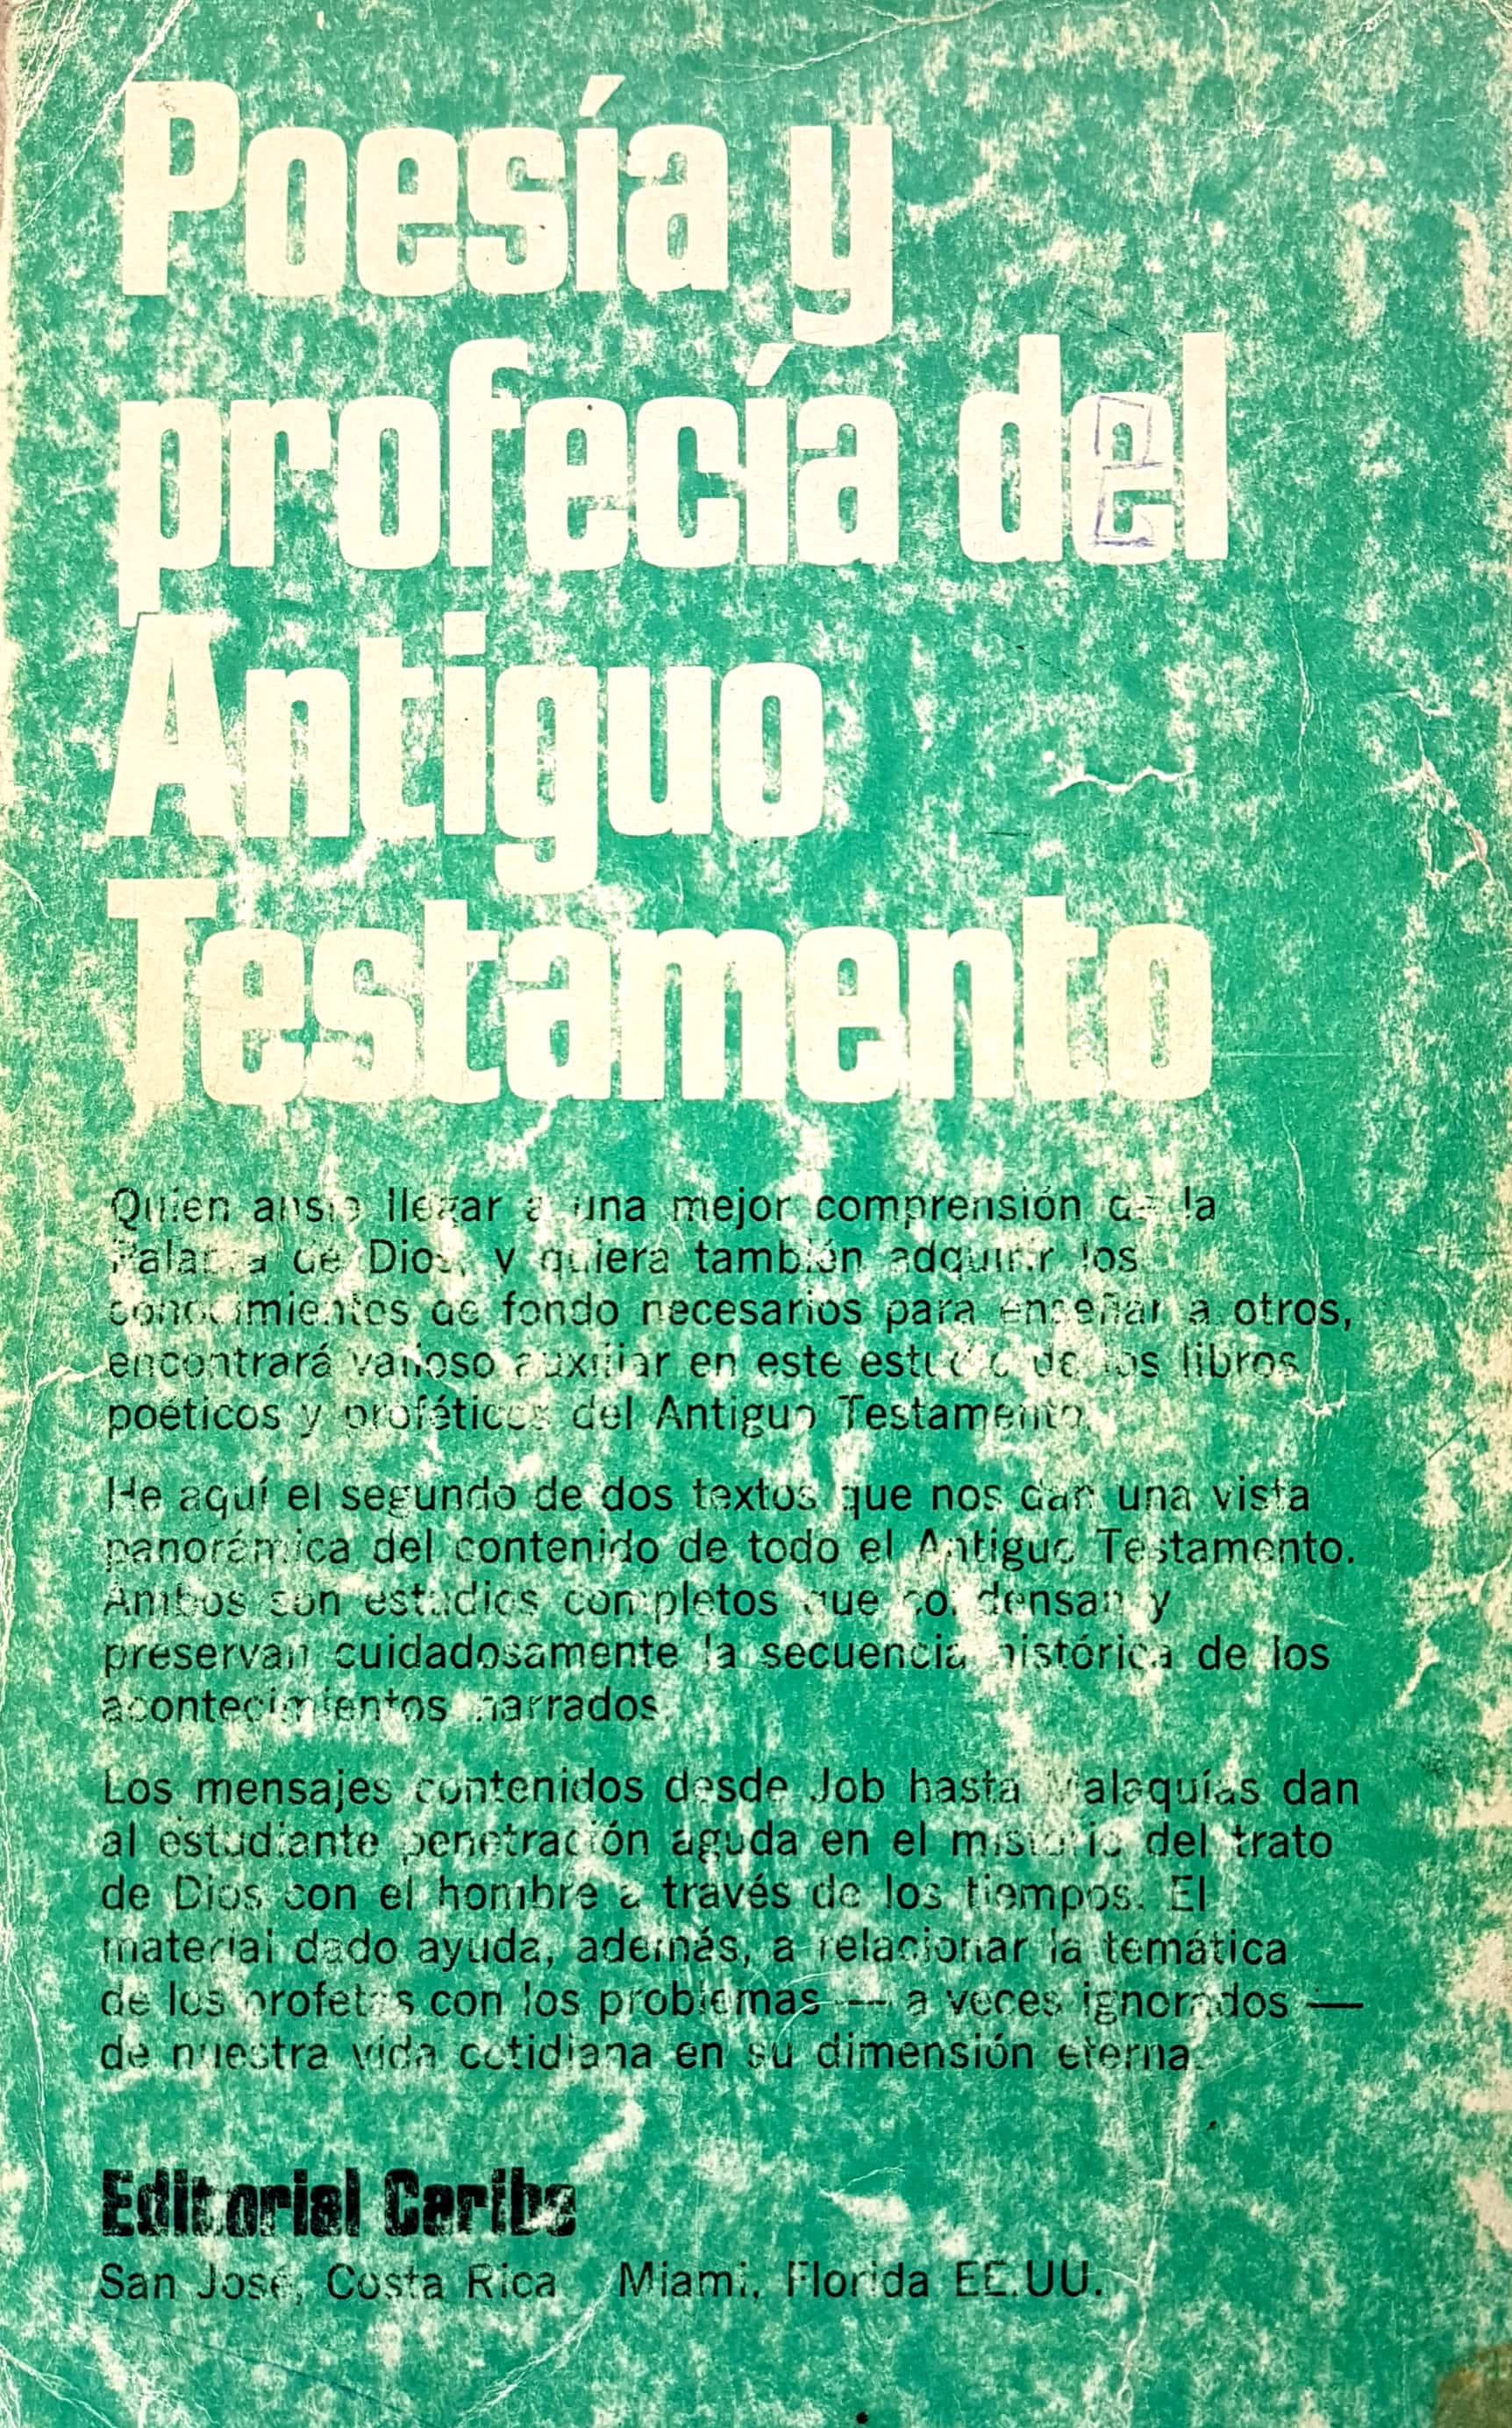 Poesía y
profecía del
Antiguo
Testamento
Quien ansíe llegar a una mejor comprensión de la
Palabra de Dios, y quiera también adquirir los
conocimientos de fondo necesarios para enseñar a otros,
encontrará valioso auxiliar en este estudio de los libros
poéticos y proféticos del Antiguo Testamento.
He aquí el segundo de dos textos que nos dan una vista
panorámica del contenido de todo el Antiguo Testamento.
Ambos son estudios completos que condensan y
preservan cuidadosamente la secuencia histórica de los
acontecimientos narrados.
Los mensajes contenidos desde Job hasta Malaquías dan
al estudiante penetración aguda en el misterio del trato
de Dios con el hombre a través de los tiempos. El
material dado ayuda, además, a relacionar la temática
de los profetas con los problemas — a veces ignorados —
de nuestra vida cotidiana en su dimensión eterna.
Editorial Caribe
San José, Costa Rica Miami, Florida EE.UU.